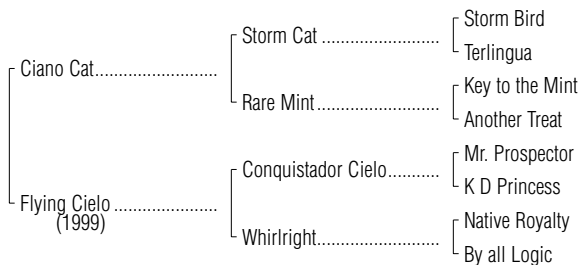 Storm Bird
Storm Cat ........................
Terlingua
Ciano Cat..........................
Key to the Mint
Rare Mint..........................
Another Treat
Mr. Prospector
Conquistador Cielo...........
K D Princess
Flying Cielo ......................
(1999)
Native Royalty
Whirlright..........................
By all Logic